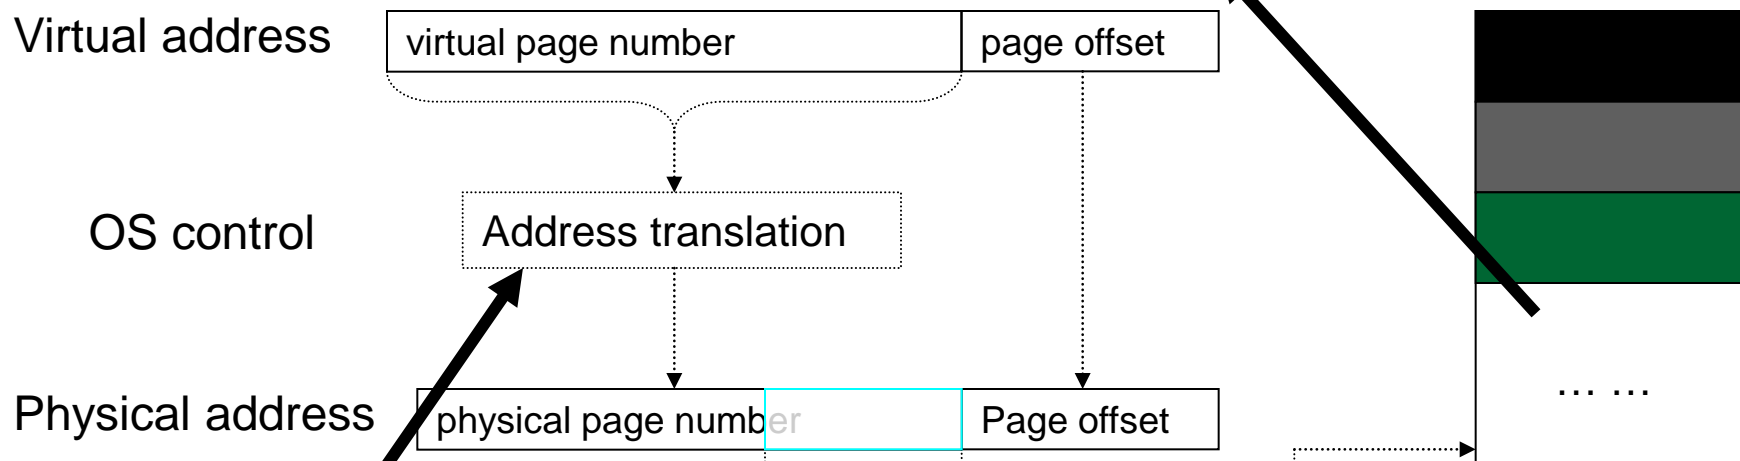 Virtual address
virtual page number
page offset
OS control
Address translation
Physical address
physical page number
Page offset
... ...